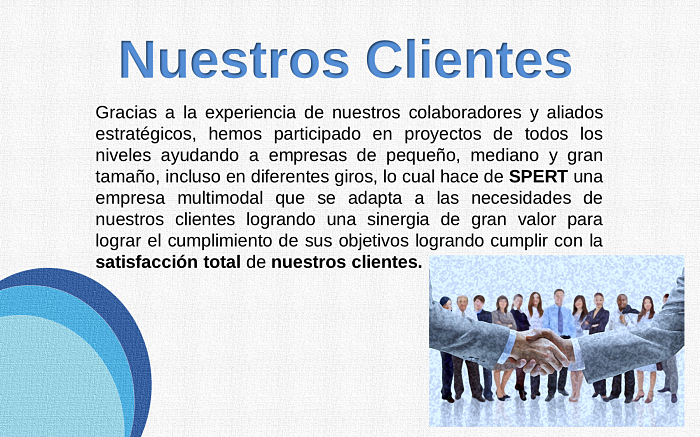 Nuestros Clientes
Gracias a la experiencia de nuestros colaboradores y aliados
estratégicos, hemos participado en proyectos de todos los
niveles ayudando a empresas de pequeño, mediano y gran
tamaño, incluso en diferentes giros, lo cual hace de SPERT una
empresa multimodal que se adapta a las necesidades de
nuestros clientes logrando una sinergia de gran valor para
lograr el cumplimiento de sus objetivos logrando cumplir con la
satisfacción total de nuestros clientes.